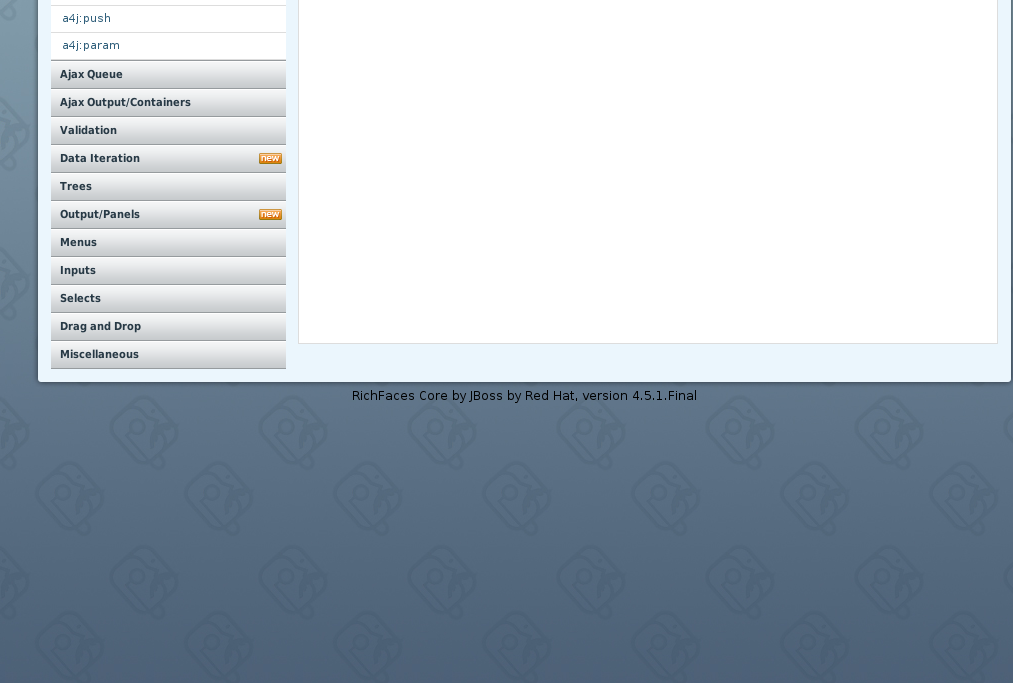 a4j:push
a4j:param
Ajax Queue
Ajax Output/Containers
Validation
Data Iteration new
Trees
Output/Panels new
Menus
Inputs
Selects
Drag and Drop
Miscellaneous
RichFaces Core by JBoss by Red Hat, version 4.5.1.Final